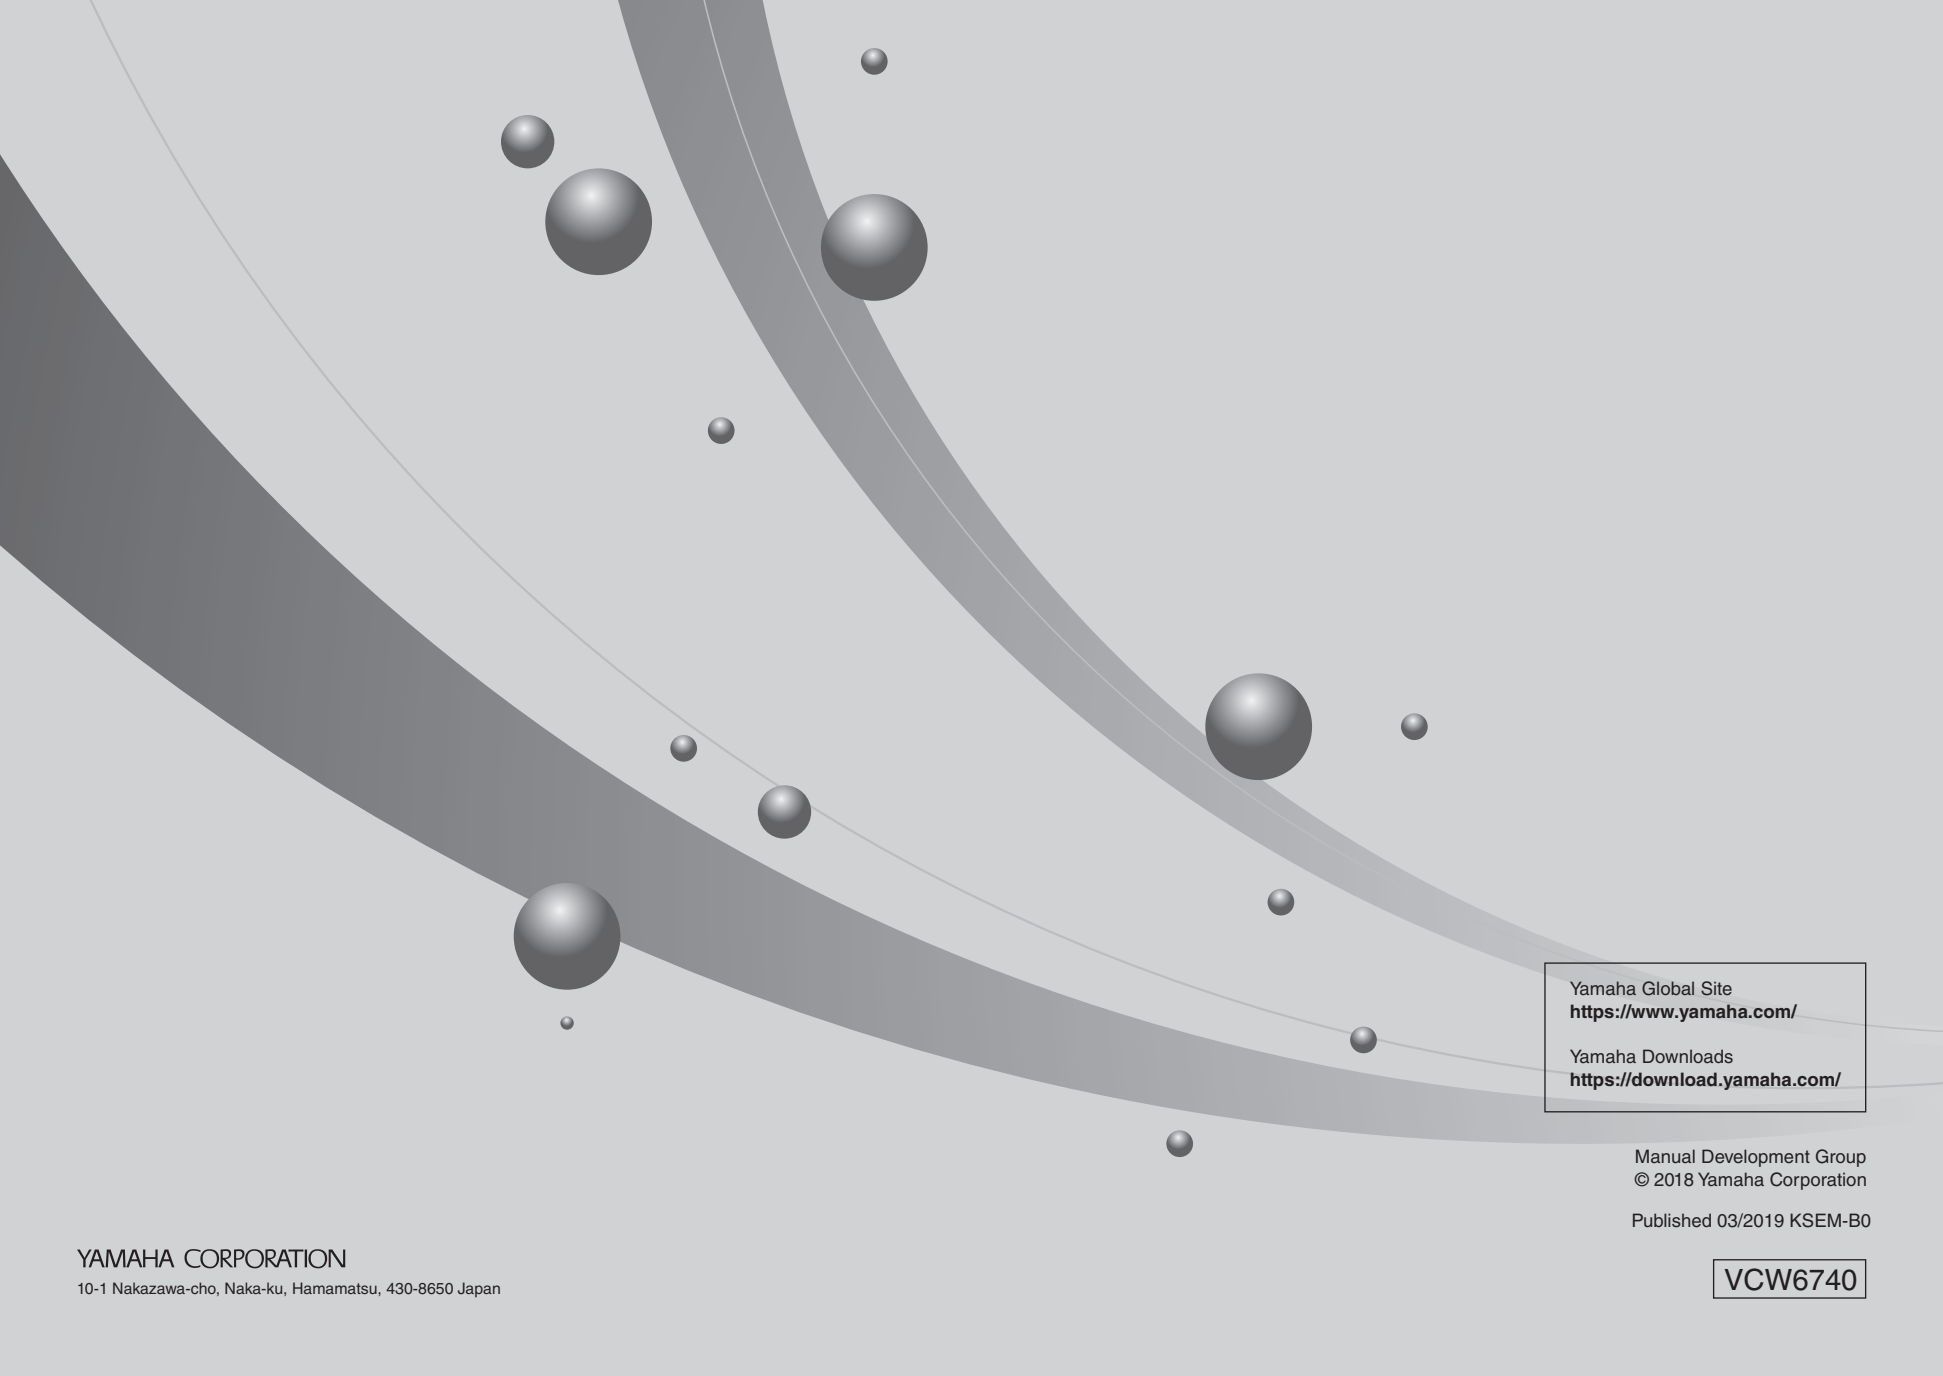 Yamaha Global Site
https://www.yamaha.com/
Yamaha Downloads
https://download.yamaha.com/
Manual Development Group
© 2018 Yamaha Corporation
Published 03/2019 KSEM-B0
YAMAHA CORPORATION
10-1 Nakazawa-cho, Naka-ku, Hamamatsu, 430-8650 Japan
VCW6740